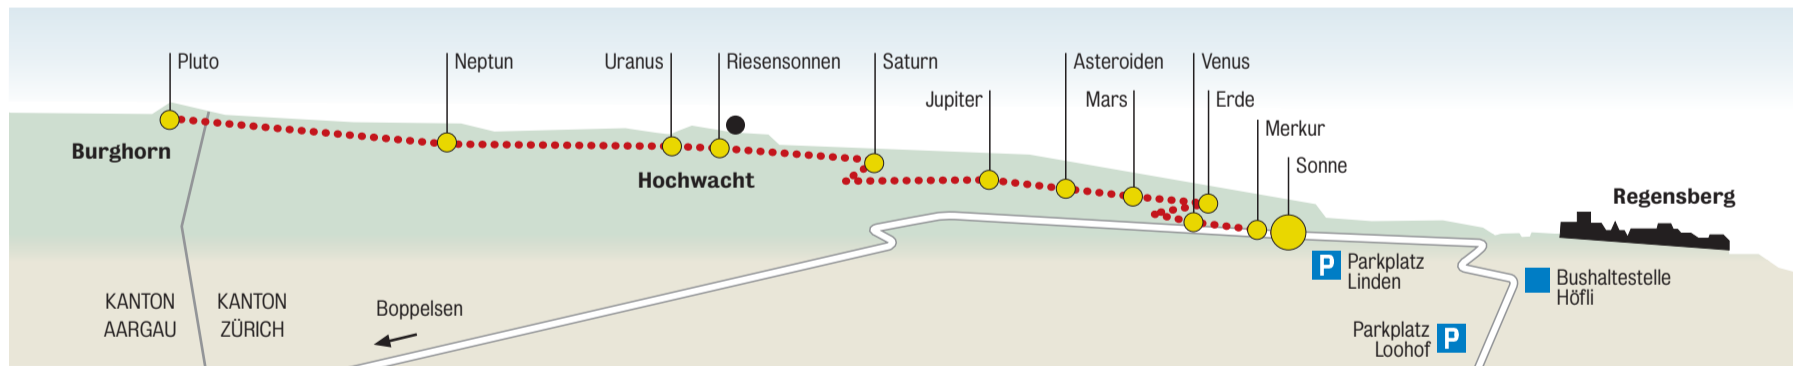 Pluto
Neptun
Uranus
Riesensonnen
Saturn
Asteroiden
Venus
Jupiter
Mars
Erde
Merkur
Sonne
Burghorn
Hochwacht
Regensberg
Parkplatz
Linden
Bushaltestelle
Höfli
KANTON
AARGAU
KANTON
ZÜRICH
Boppelsen
Parkplatz
Loohof
P
P